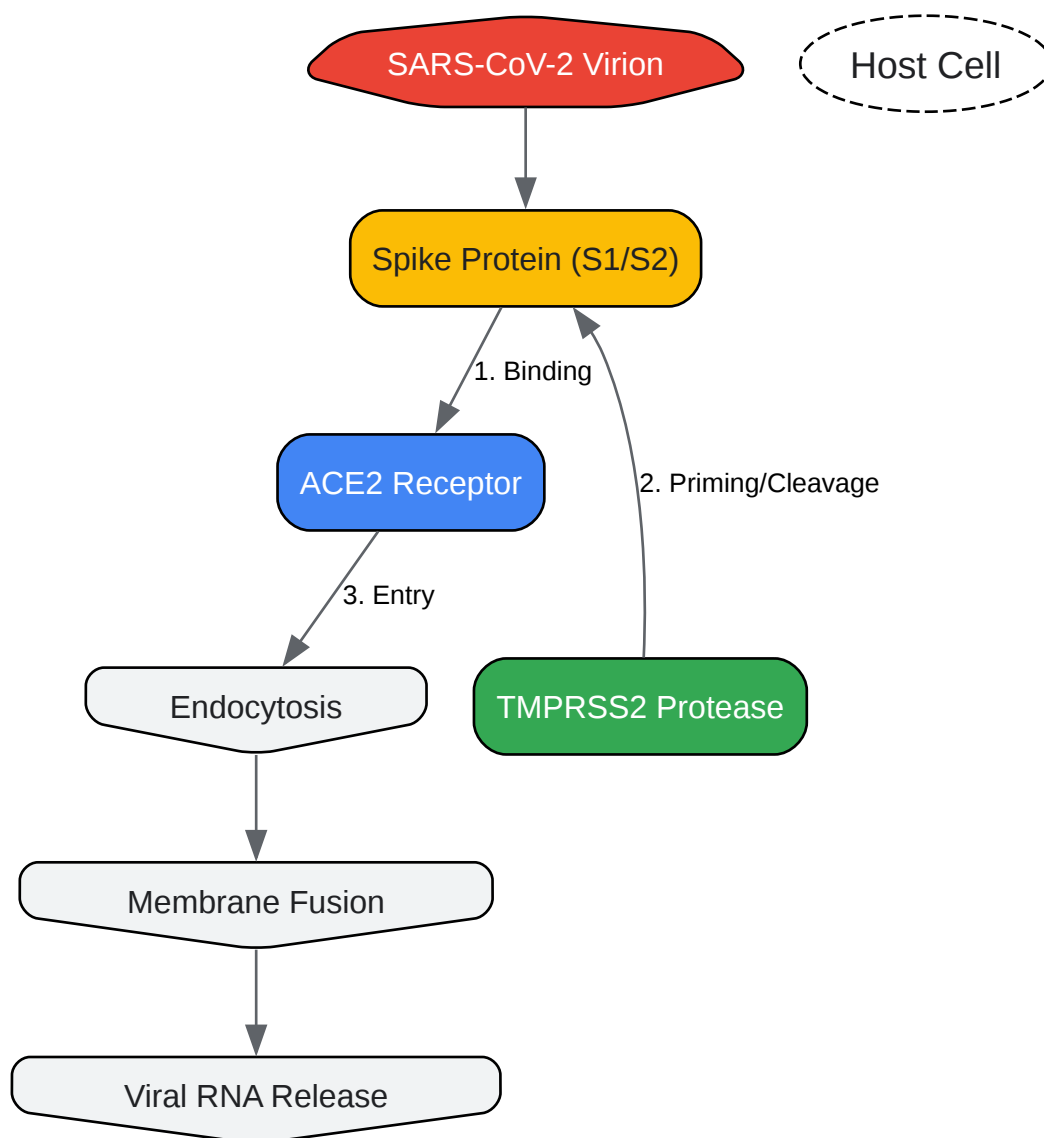 SARS-CoV-2 Virion
Host Cell
Spike Protein (S1/S2)
1. Binding
ACE2 Receptor
2. Priming/Cleavage
3. Entry
Endocytosis
TMPRSS2 Protease
Membrane Fusion
Viral RNA Release